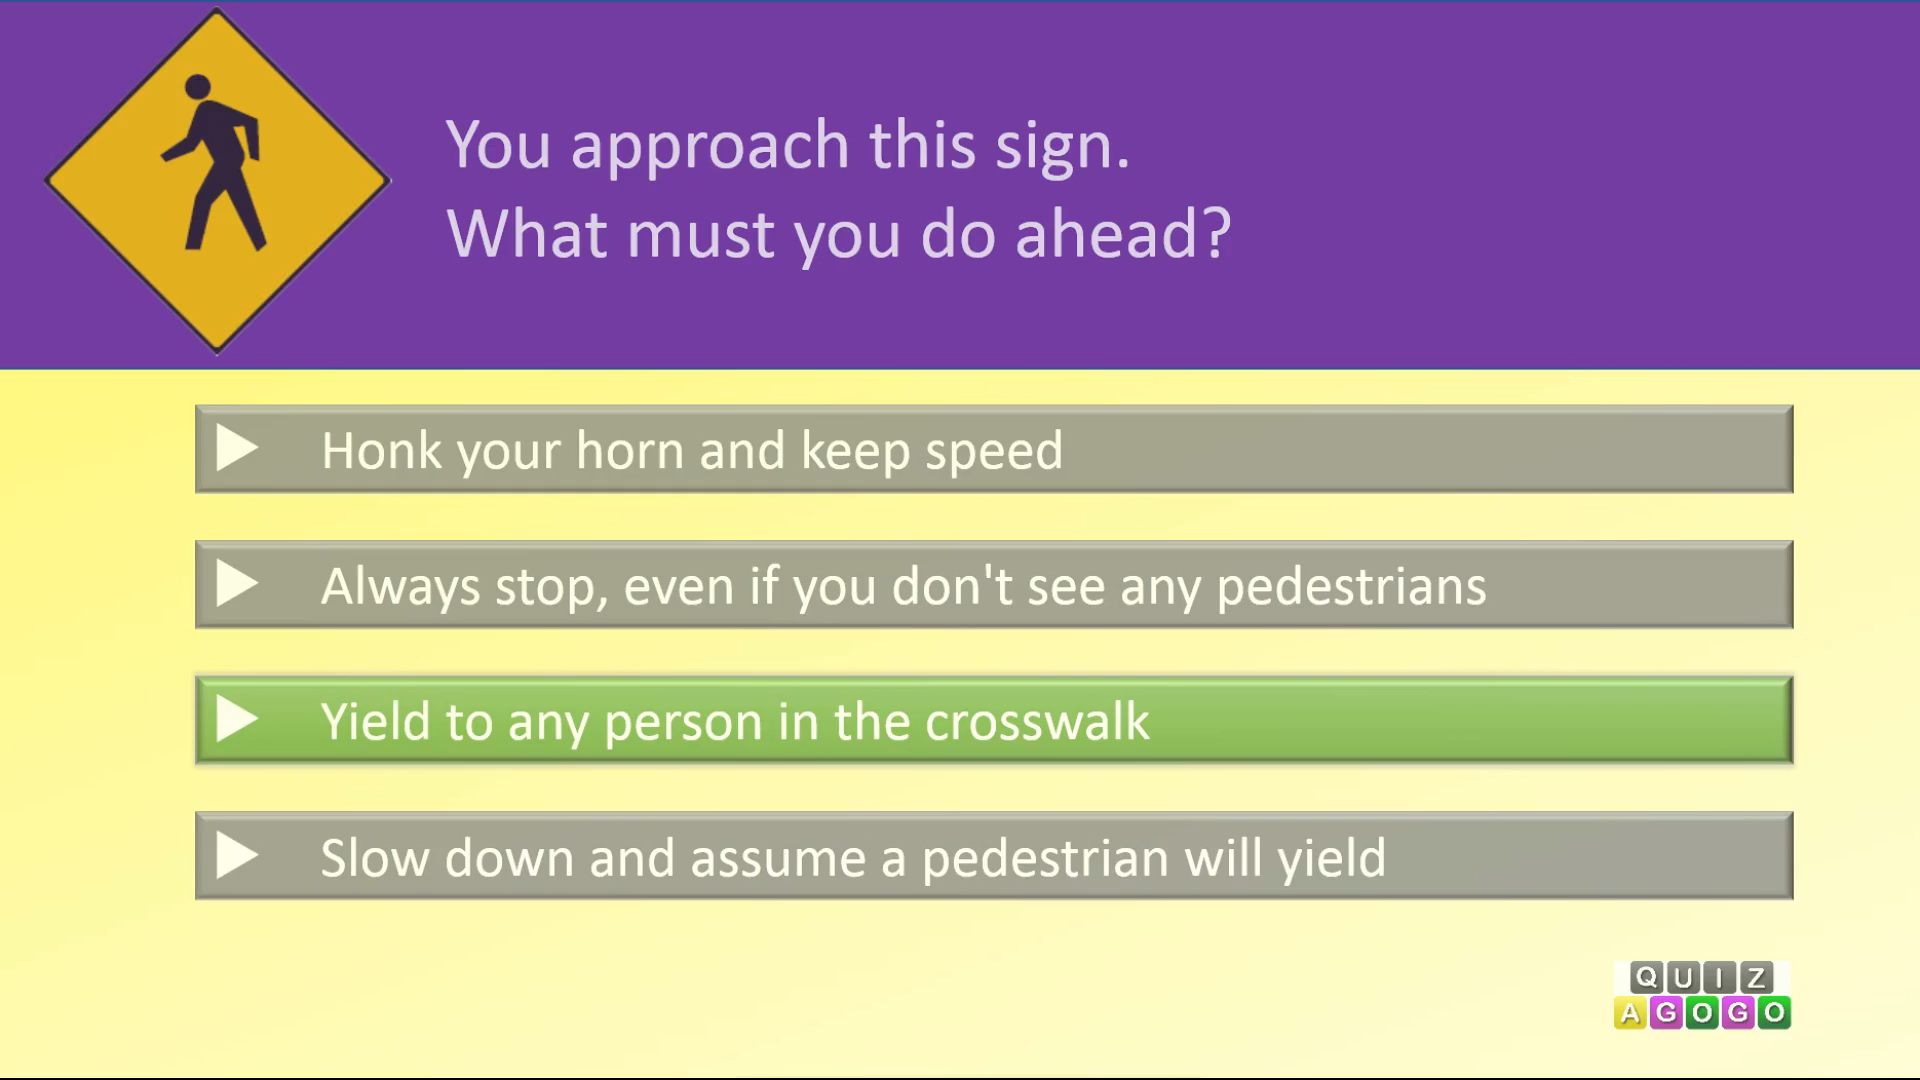 You approach this sign.
What must you do ahead?
Honk your horn and keep speed
Always stop, even if you don't see any pedestrians
Yield to any person in the crosswalk
Slow down and assume a pedestrian will yield
QUIZ
AGOGO